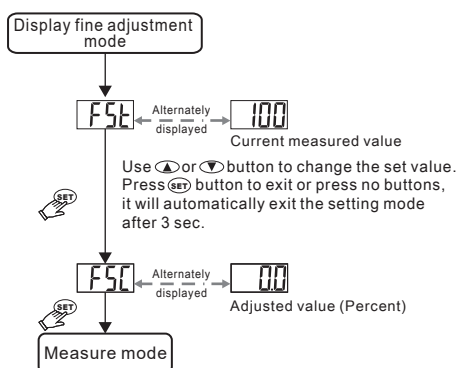 Display fine adjustment
mode
FSt
Alternately
displayed
100
Current measured value
Use ▲ or ▼ button to change the set value.
Press SET button to exit or press no buttons,
it will automatically exit the setting mode
after 3 sec.
SET
FSC
Alternately
displayed
0.0
Adjusted value (Percent)
SET
Measure mode